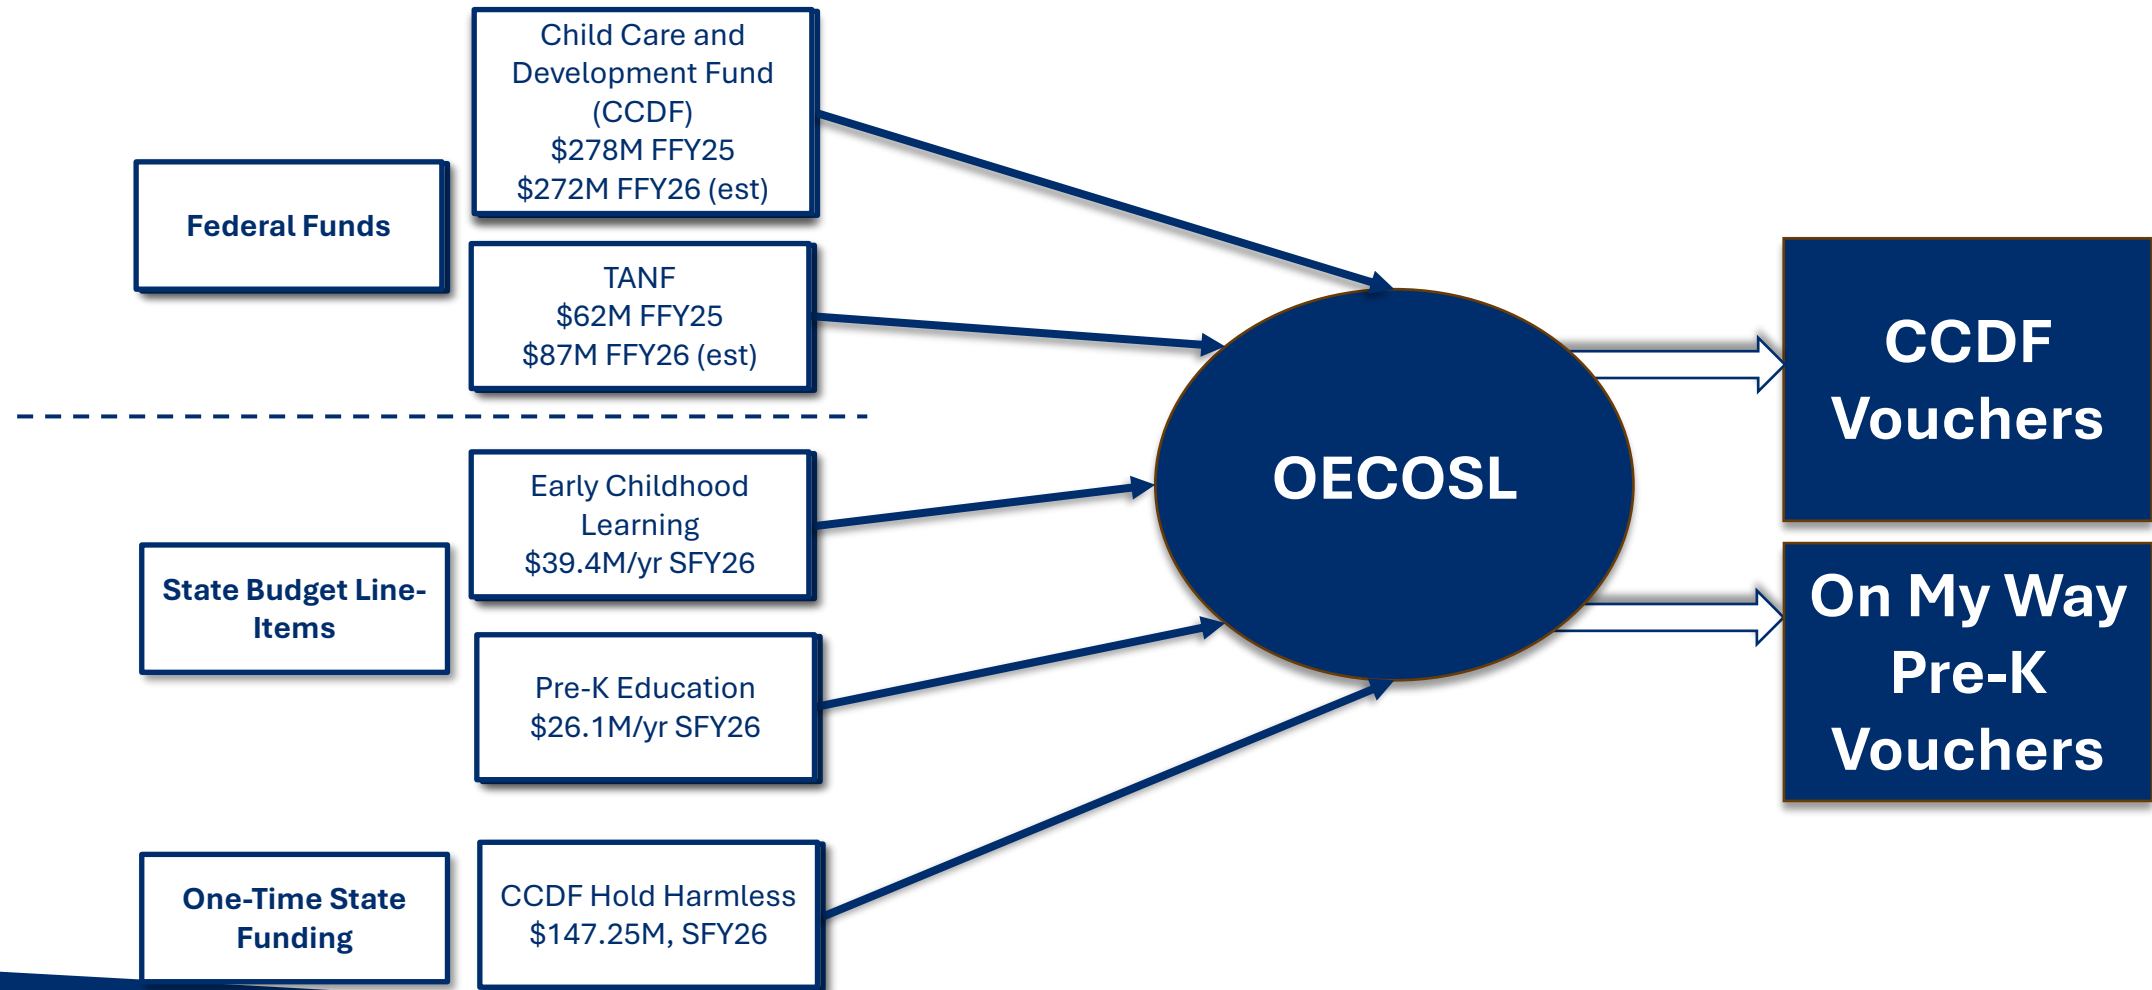 Federal Funds
Child Care and
Development Fund
(CCDF)
$278M FFY25
$272M FFY26 (est)
TANF
$62M FFY25
$87M FFY26 (est)
State Budget Line-
Items
Early Childhood
Learning
$39.4M/yr SFY26
Pre-K Education
$26.1M/yr SFY26
One-Time State
Funding
CCDF Hold Harmless
$147.25M, SFY26
OECOSL
CCDF
Vouchers
On My Way
Pre-K
Vouchers